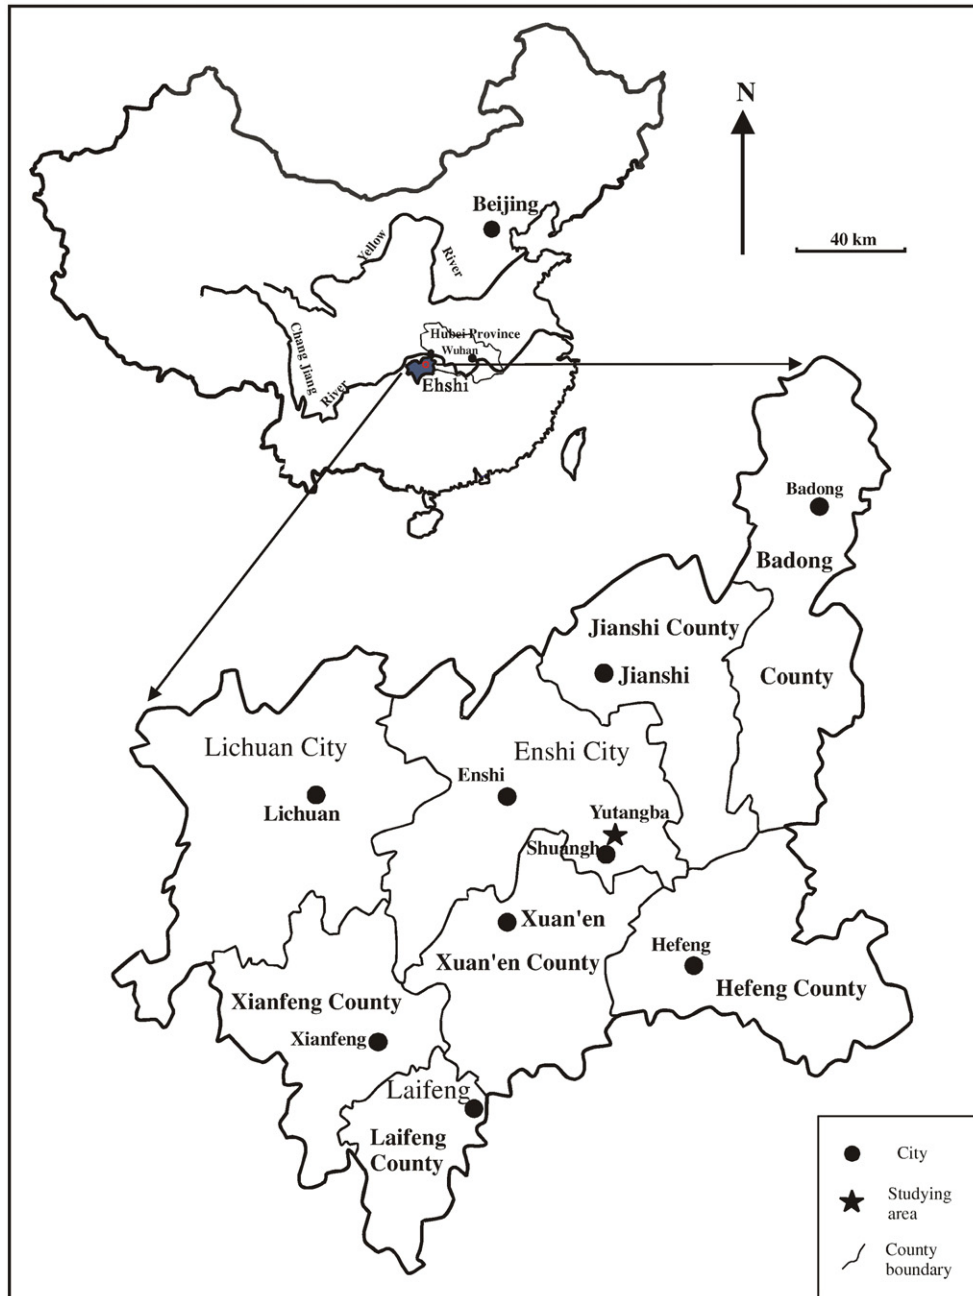 N
Beijing
40 km
Yellow
River
Hubei Province
Wuhan
Chang Jiang
River
Ehshi
Badong
Badong
Jianshi County
Jianshi
County
Lichuan City
Enshi City
Enshi
Lichuan
Yutangba
Shuangh
Xuan'en
Xuan'en County
Hefeng
Hefeng County
Xianfeng County
Xianfeng
Laifeng
Laifeng
County
City
Studying
area
County
boundary